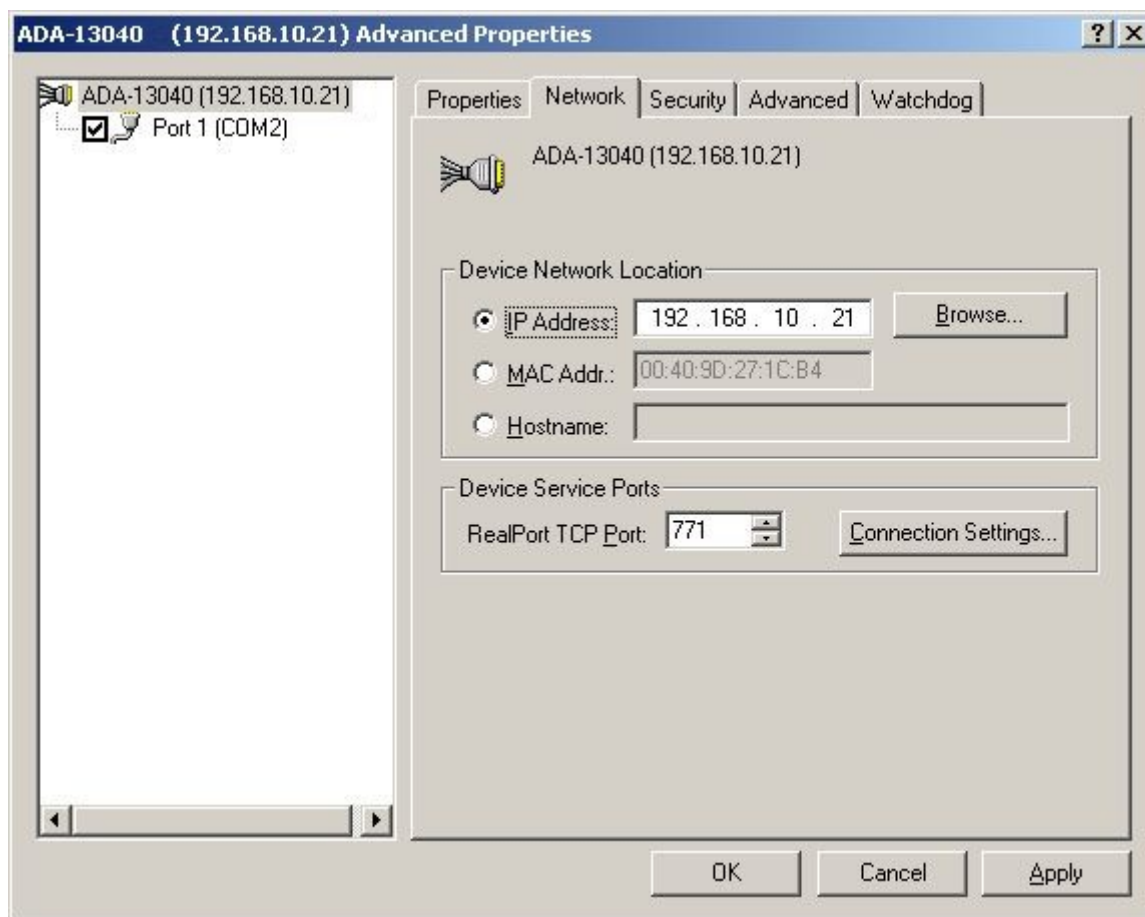 ADA-13040 (192.168.10.21) Advanced Properties
ADA-13040 (192.168.10.21)
Port 1 (COM2)
Properties Network Security Advanced Watchdog
ADA-13040 (192.168.10.21)
Device Network Location
IP Address: 192 . 168 . 10 . 21 Browse...
MAC Addr.: 00:40:9D:27:1C:B4
Hostname:
Device Service Ports
RealPort TCP Port: 771 Connection Settings...
OK Cancel Apply